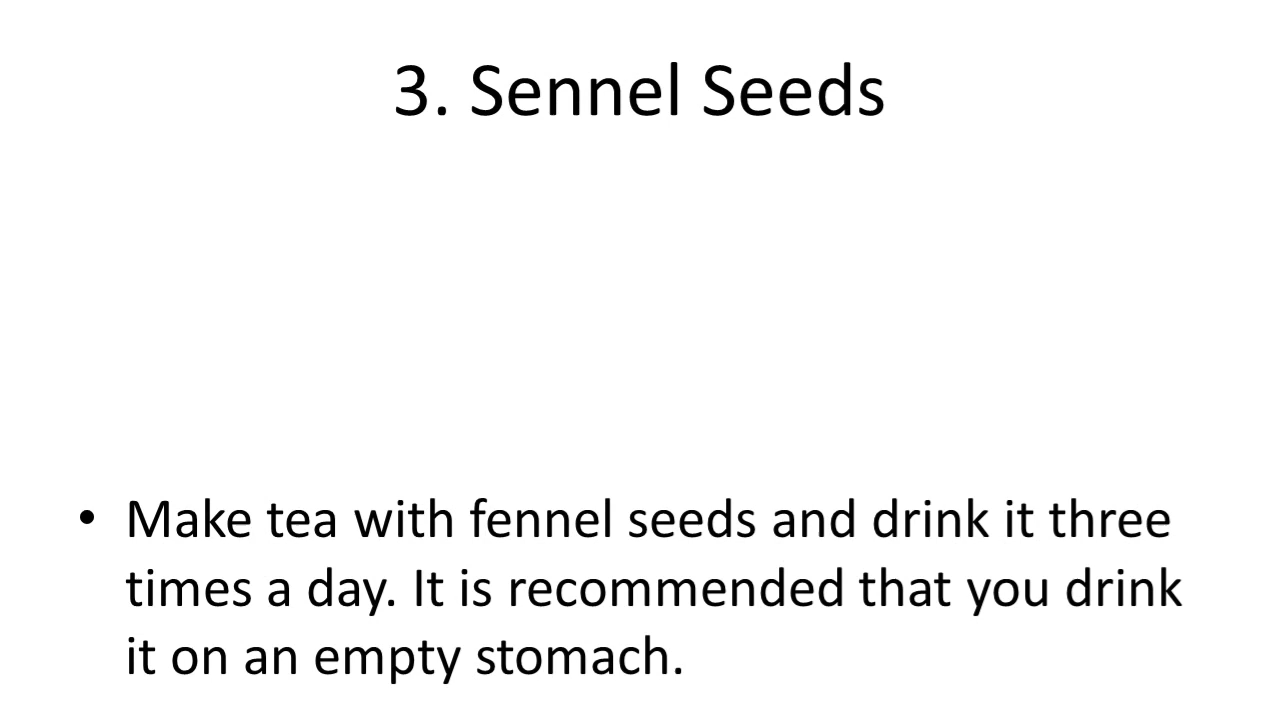 3. Sennel Seeds
• Make tea with fennel seeds and drink it three
times a day. It is recommended that you drink
it on an empty stomach.